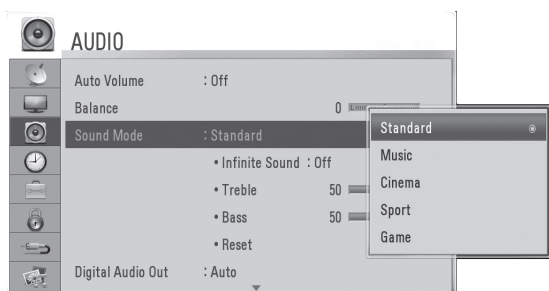 AUDIO
Auto Volume : Off
Balance 0
Sound Mode : Standard
• Infinite Sound : Off
• Treble 50
• Bass 50
• Reset
Digital Audio Out : Auto
Standard
Music
Cinema
Sport
Game